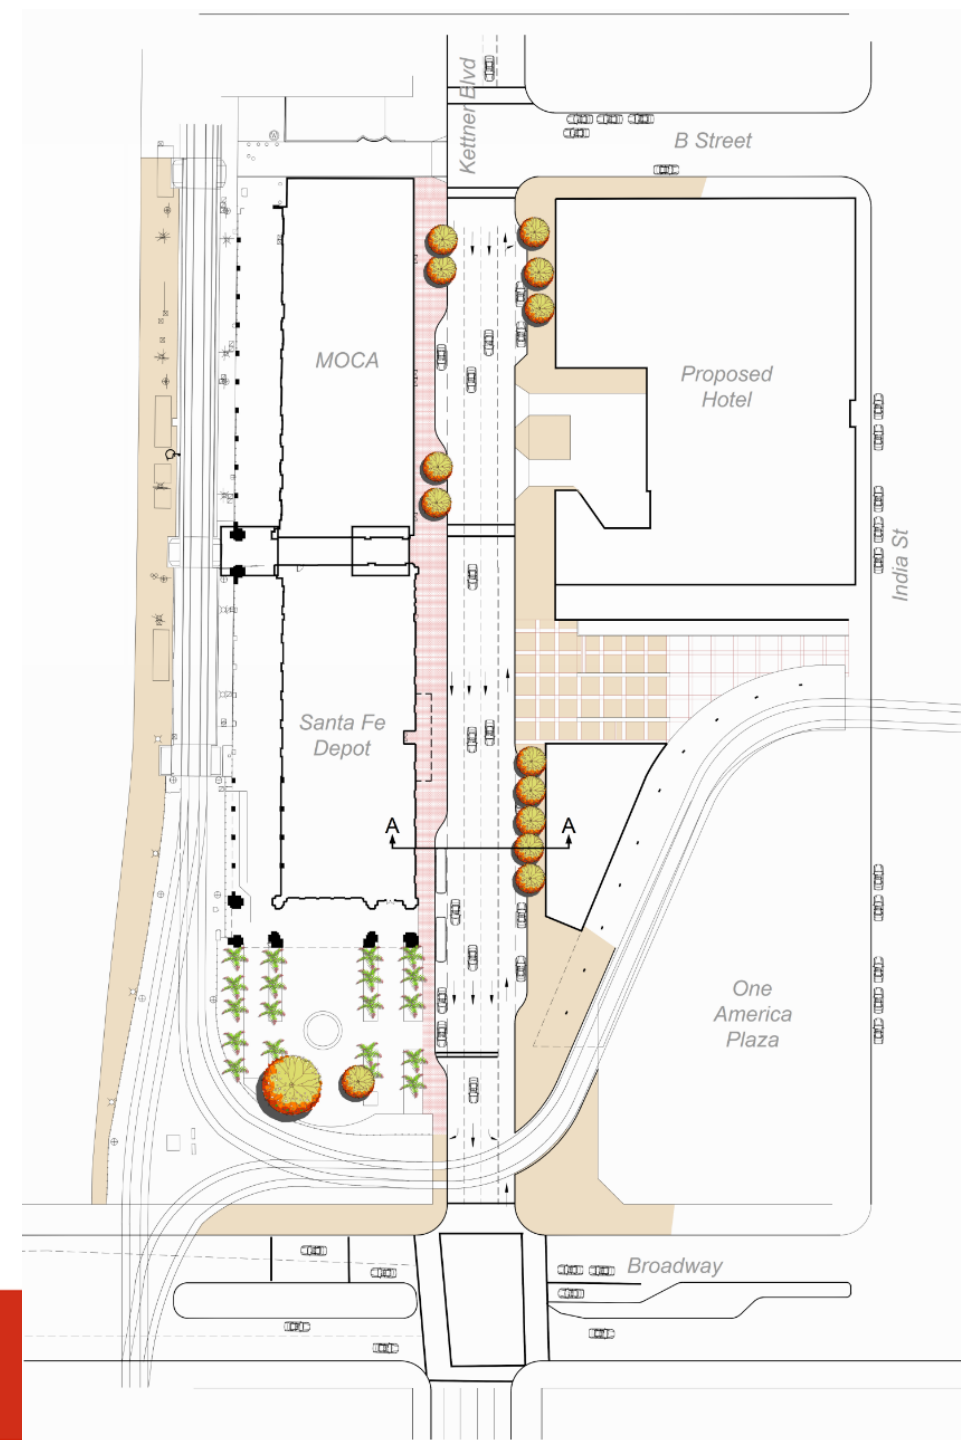 Kettner Blvd
B Street
MOCA
Proposed
Hotel
India St
Santa Fe
Depot
A
A
One
America
Plaza
Broadway